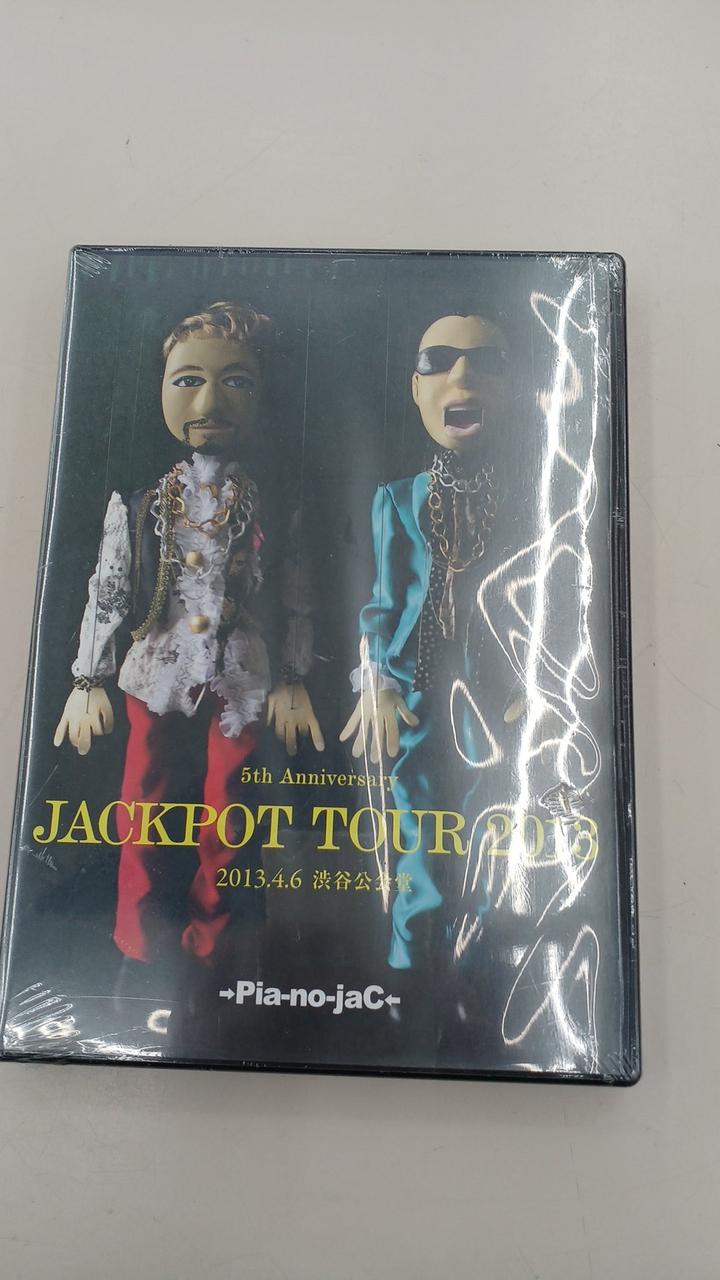 5th Anniversary
JACKPOT TOUR 2013
2013.4.6 渋谷公会堂
→Pia-no-jaC←